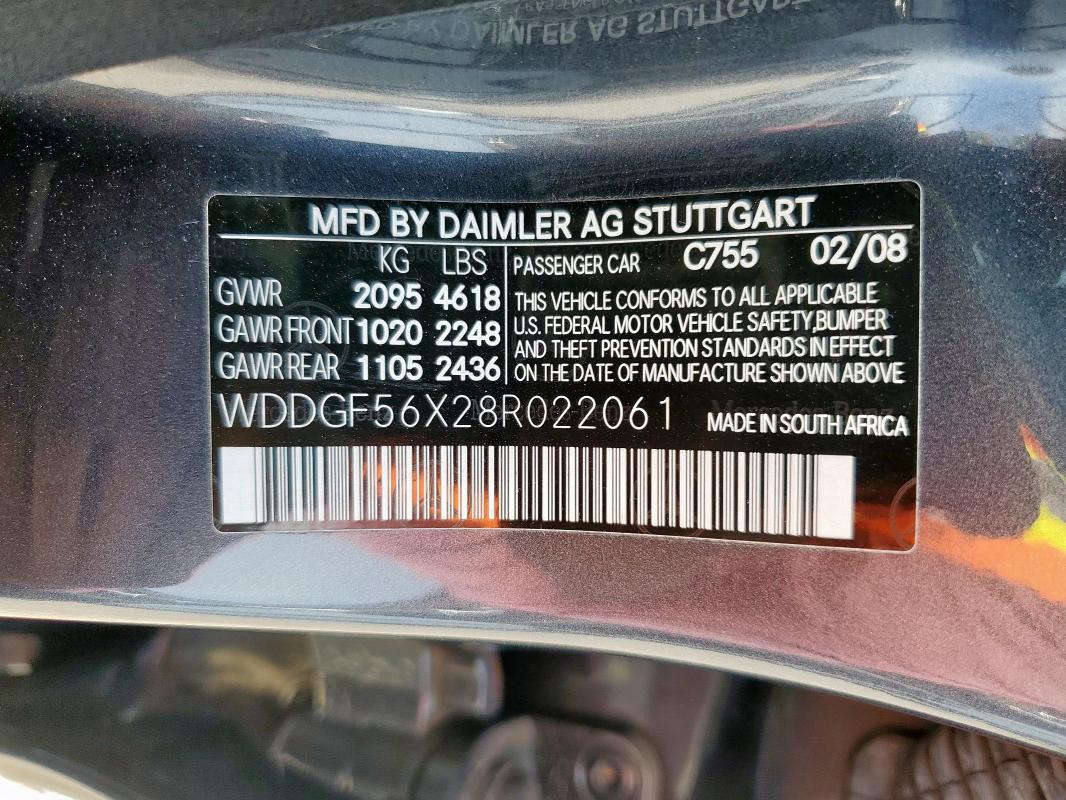 MFD BY DAIMLER AG STUTTGART
KG LBS
GVWR 2095 4618
GAWR FRONT 1020 2248
GAWR REAR 1105 2436
PASSENGER CAR C755 02/08
THIS VEHICLE CONFORMS TO ALL APPLICABLE
U.S. FEDERAL MOTOR VEHICLE SAFETY,BUMPER
AND THEFT PREVENTION STANDARDS IN EFFECT
ON THE DATE OF MANUFACTURE SHOWN ABOVE
WDDGF56X28R022061
MADE IN SOUTH AFRICA